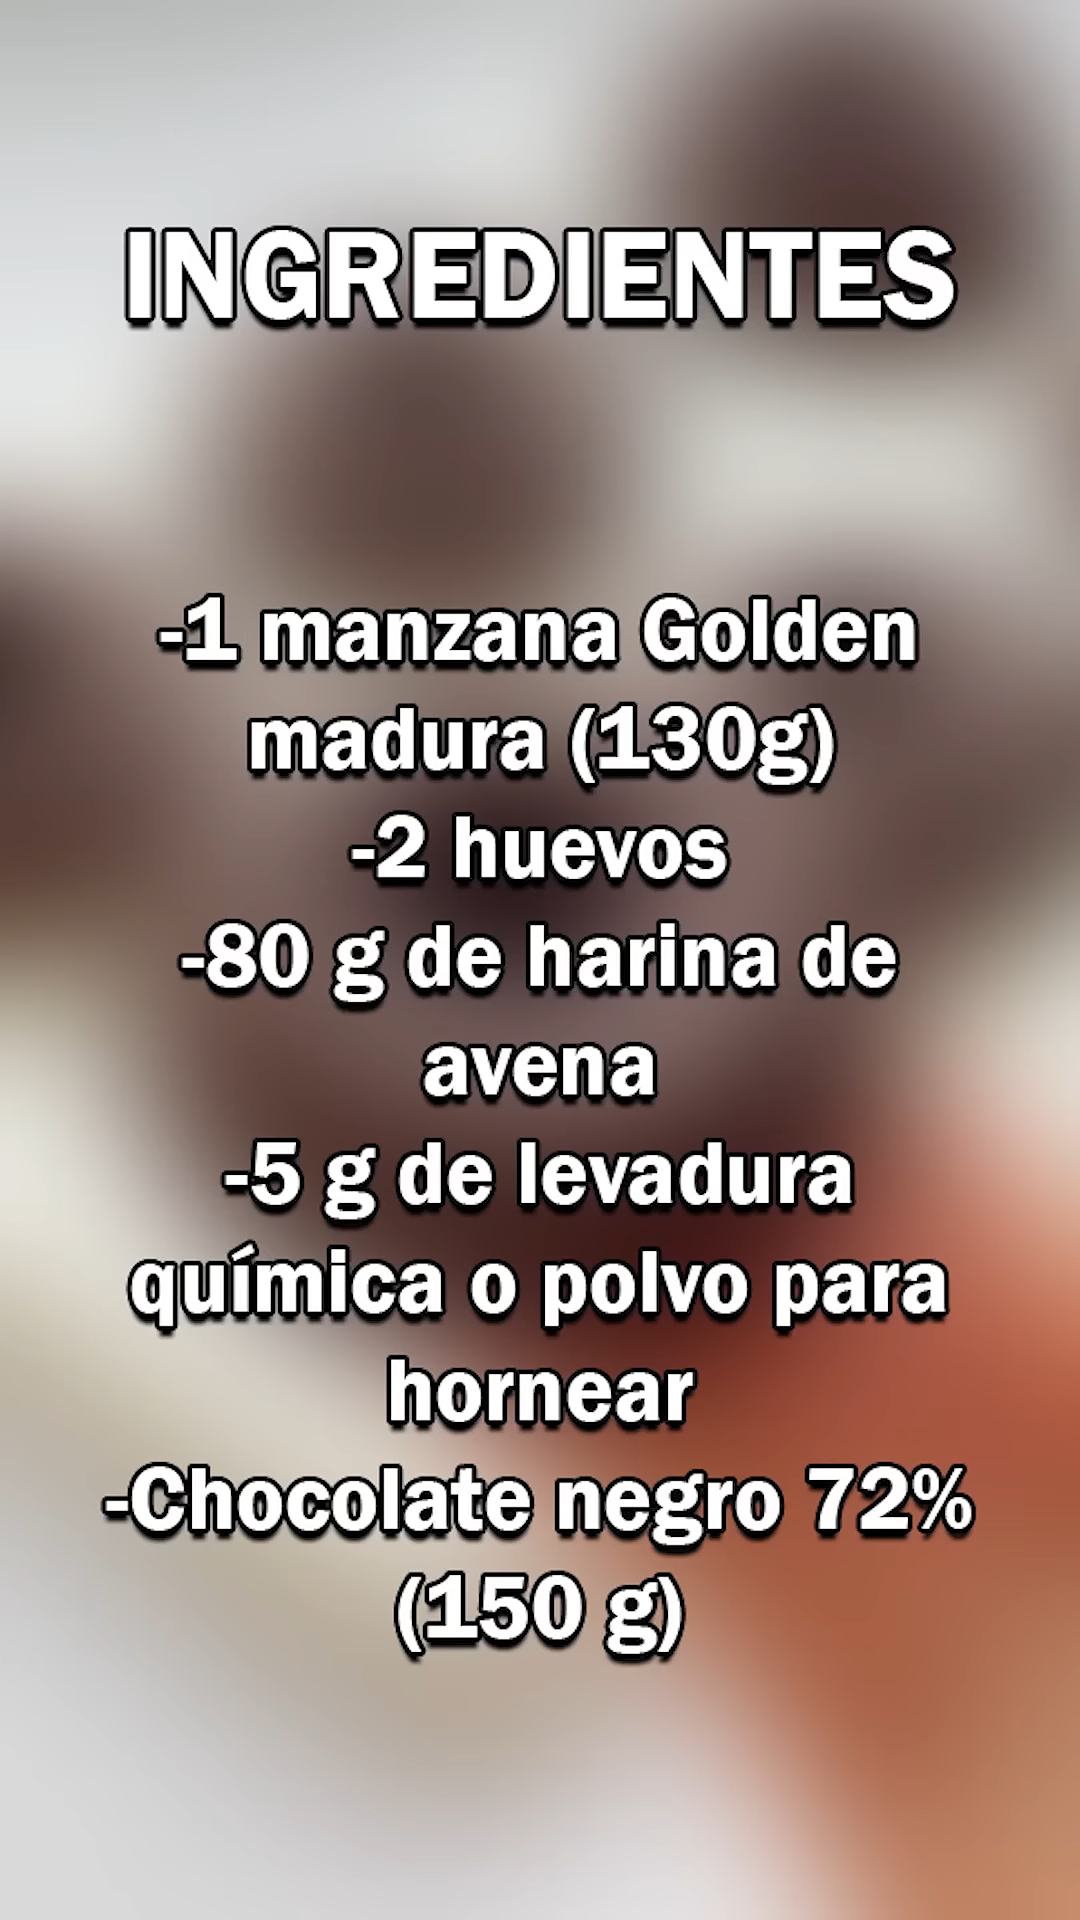 INGREDIENTES
-1 manzana Golden
madura (130g)
-2 huevos
-80 g de harina de
avena
-5 g de levadura
química o polvo para
hornear
-Chocolate negro 72%
(150 g)